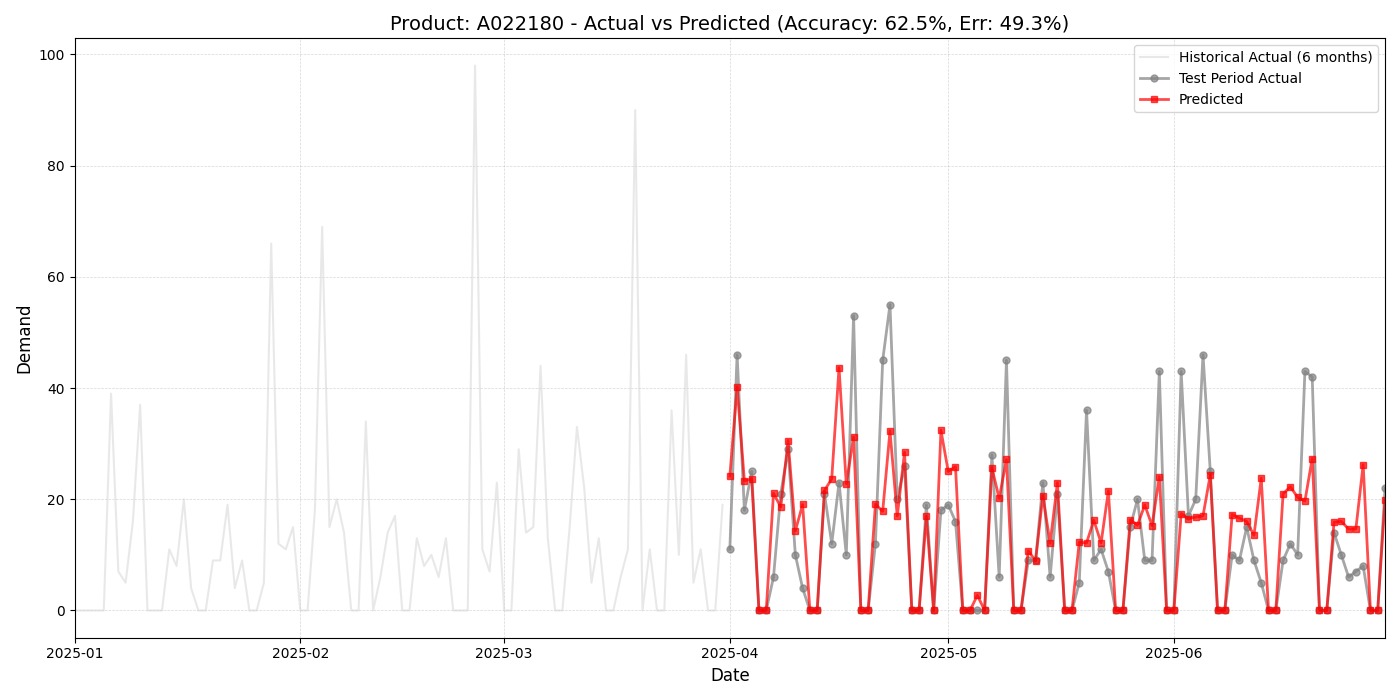 Product: A022180 - Actual vs Predicted (Accuracy: 62.5%, Err: 49.3%)
Historical Actual (6 months)
Test Period Actual
Predicted
Demand
100
80
60
40
20
0
2025-01
2025-02
2025-03
2025-04
2025-05
2025-06
Date